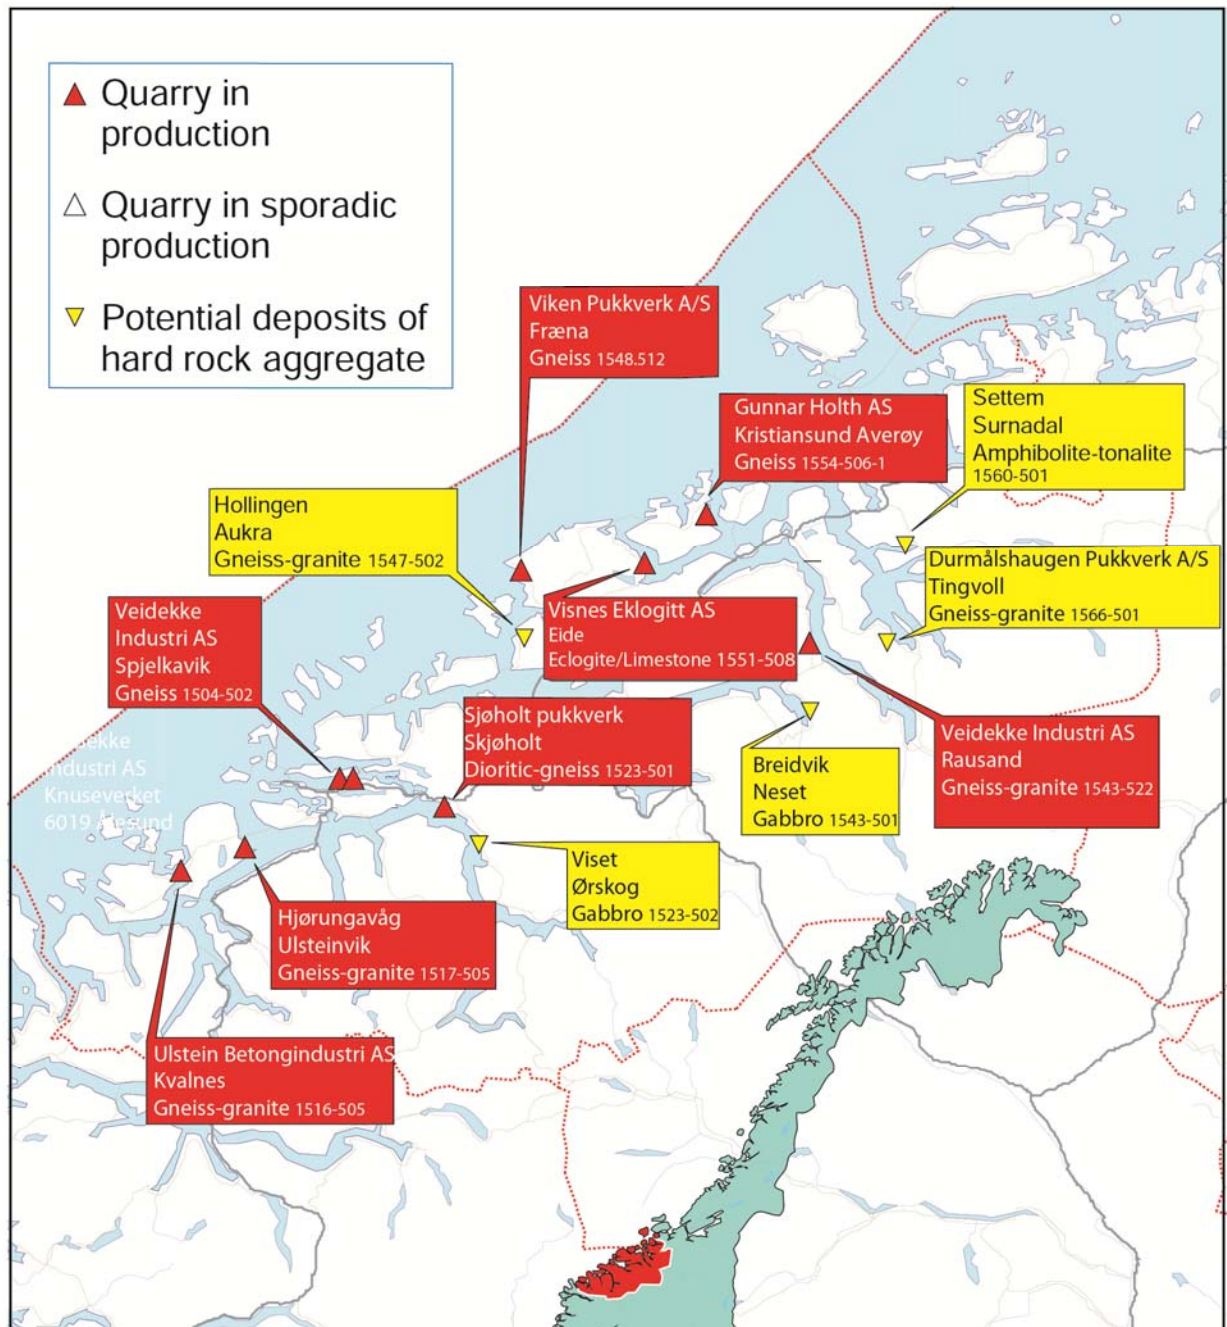 Quarry in
production
Quarry in sporadic
production
Potential deposits of
hard rock aggregate
Viken Pukkverk A/S
Fræna
Gneiss 1548.512
Gunnar Holth AS
Kristiansund Averøy
Gneiss 1554-506-1
Settem
Surnadal
Amphibolite-tonalite
1560-501
Hollingen
Aukra
Gneiss-granite 1547-502
Durmålshaugen Pukkverk A/S
Tingvoll
Gneiss-granite 1566-501
Veidekke
Industri AS
Spjelkavik
Gneiss 1504-502
Visnes Eklogitt AS
Eide
Eclogite/Limestone 1551-508
Sjøholt pukkverk
Skjøholt
Dioritic-gneiss 1523-501
Veidekke Industri AS
Rausand
Gneiss-granite 1543-522
Breidvik
Neset
Gabbro 1543-501
Industri AS
Knuseverket
6019 Ålesund
Viset
Ørskog
Gabbro 1523-502
Hjørungavåg
Ulsteinvik
Gneiss-granite 1517-505
Ulstein Betongindustri AS
Kvalnes
Gneiss-granite 1516-505